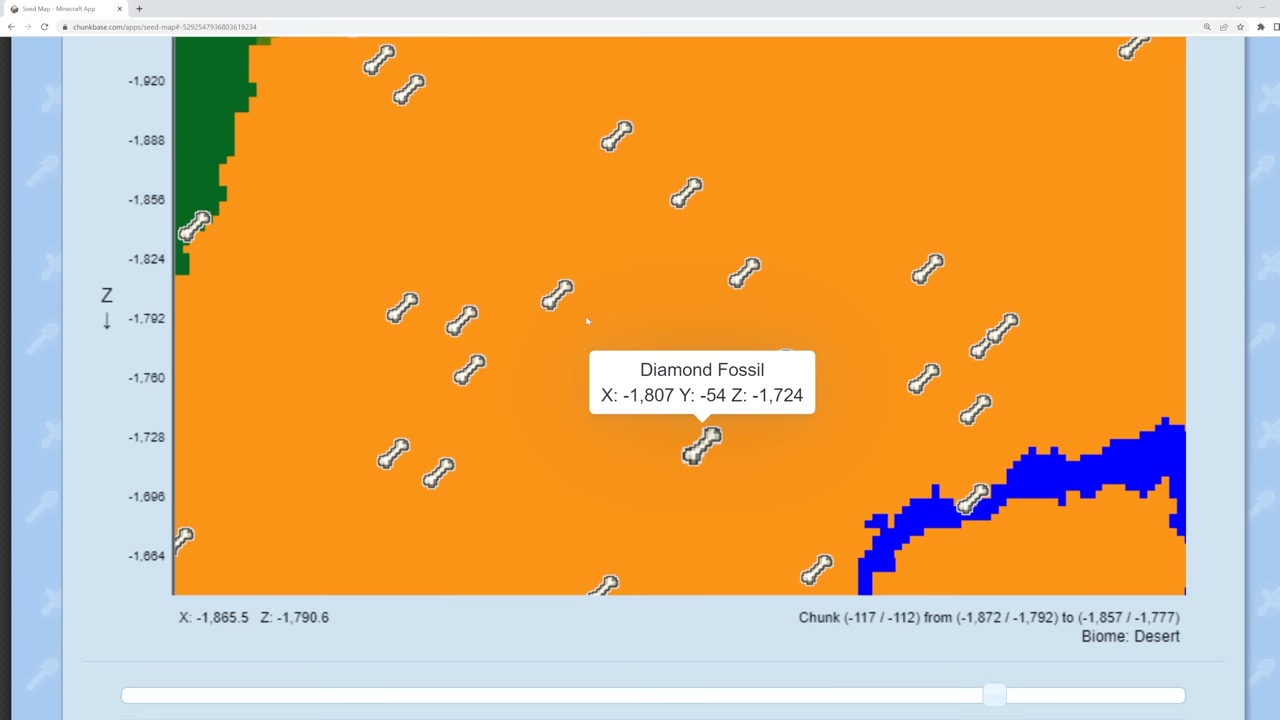 Seed Map - Minecraft App
chunkbase.com/apps/seed-map#-5292547936803619234
-1,920
-1,888
-1,856
-1,824
Z
↓
-1,792
-1,760
-1,728
-1,696
-1,664
Diamond Fossil
X: -1,807 Y: -54 Z: -1,724
X: -1,865.5 Z: -1,790.6
Chunk (-117 / -112) from (-1,872 / -1,792) to (-1,857 / -1,777)
Biome: Desert